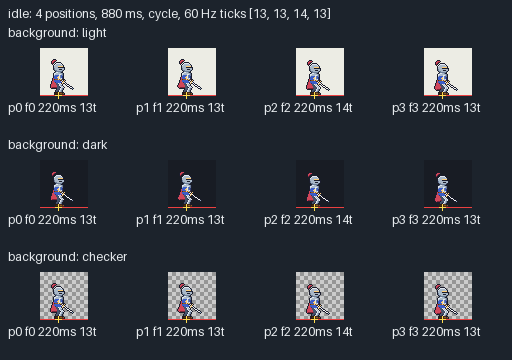 idle: 4 positions, 880 ms, cycle, 60 Hz ticks [13, 13, 14, 13]
background: light
p0 f0 220ms 13t p1 f1 220ms 13t p2 f2 220ms 14t p3 f3 220ms 13t
background: dark
p0 f0 220ms 13t p1 f1 220ms 13t p2 f2 220ms 14t p3 f3 220ms 13t
background: checker
p0 f0 220ms 13t p1 f1 220ms 13t p2 f2 220ms 14t p3 f3 220ms 13t